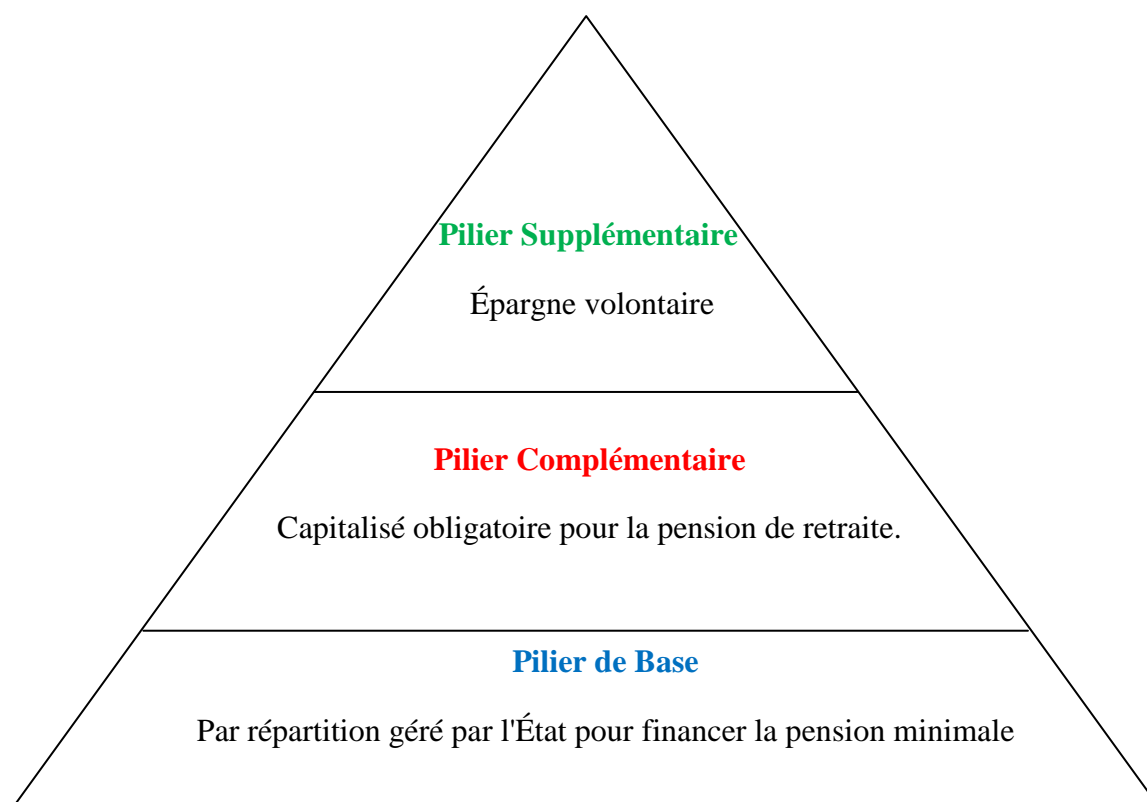 Pilier Supplémentaire
Épargne volontaire
Pilier Complémentaire
Capitalisé obligatoire pour la pension de retraite.
Pilier de Base
Par répartition géré par l'État pour financer la pension minimale